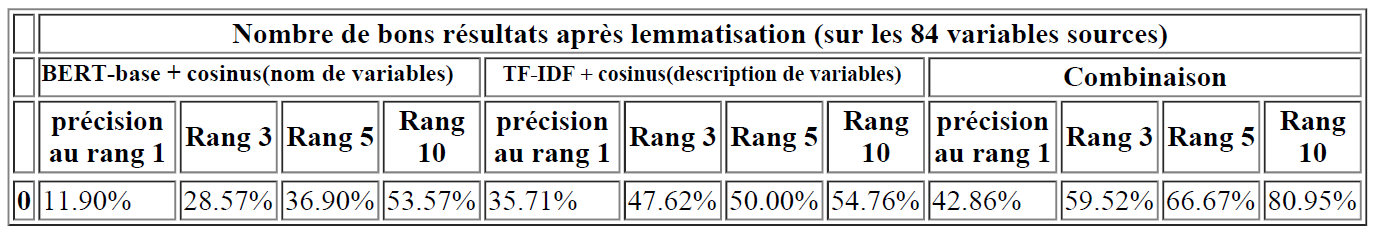 Nombre de bons résultats après lemmatisation (sur les 84 variables sources)
BERT-base + cosinus(nom de variables) TF-IDF + cosinus(description de variables) Combinaison
précision au rang 1 Rang 3 Rang 5 Rang 10 précision au rang 1 Rang 3 Rang 5 Rang 10 précision au rang 1 Rang 3 Rang 5 Rang 10
0 11.90% 28.57% 36.90% 53.57% 35.71% 47.62% 50.00% 54.76% 42.86% 59.52% 66.67% 80.95%